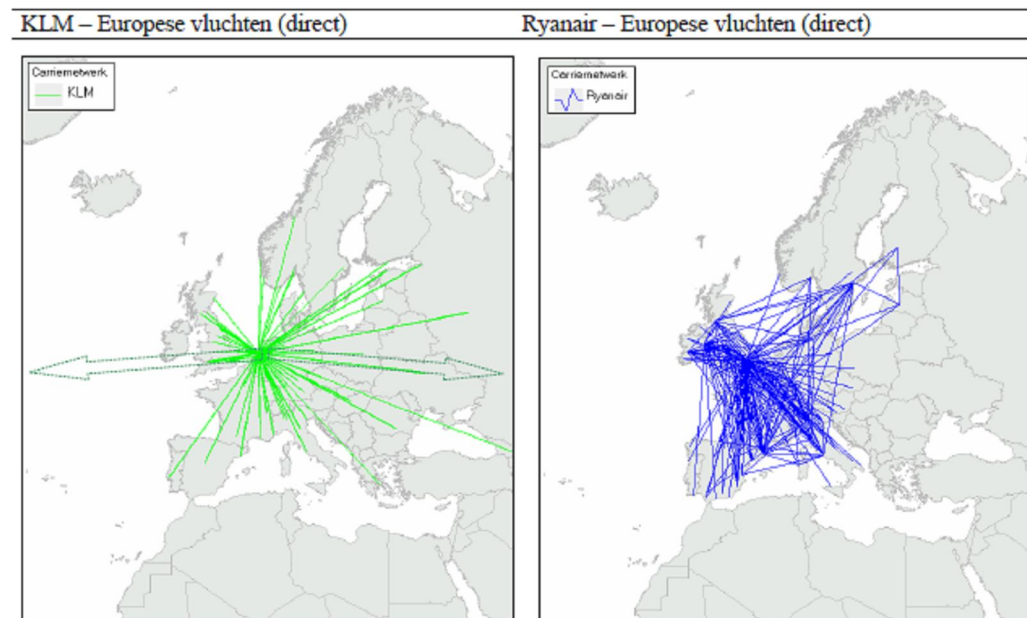 KLM – Europese vluchten (direct)
Ryanair – Europese vluchten (direct)
Carriernetwerk
KLM
Carriernetwerk
Ryanair